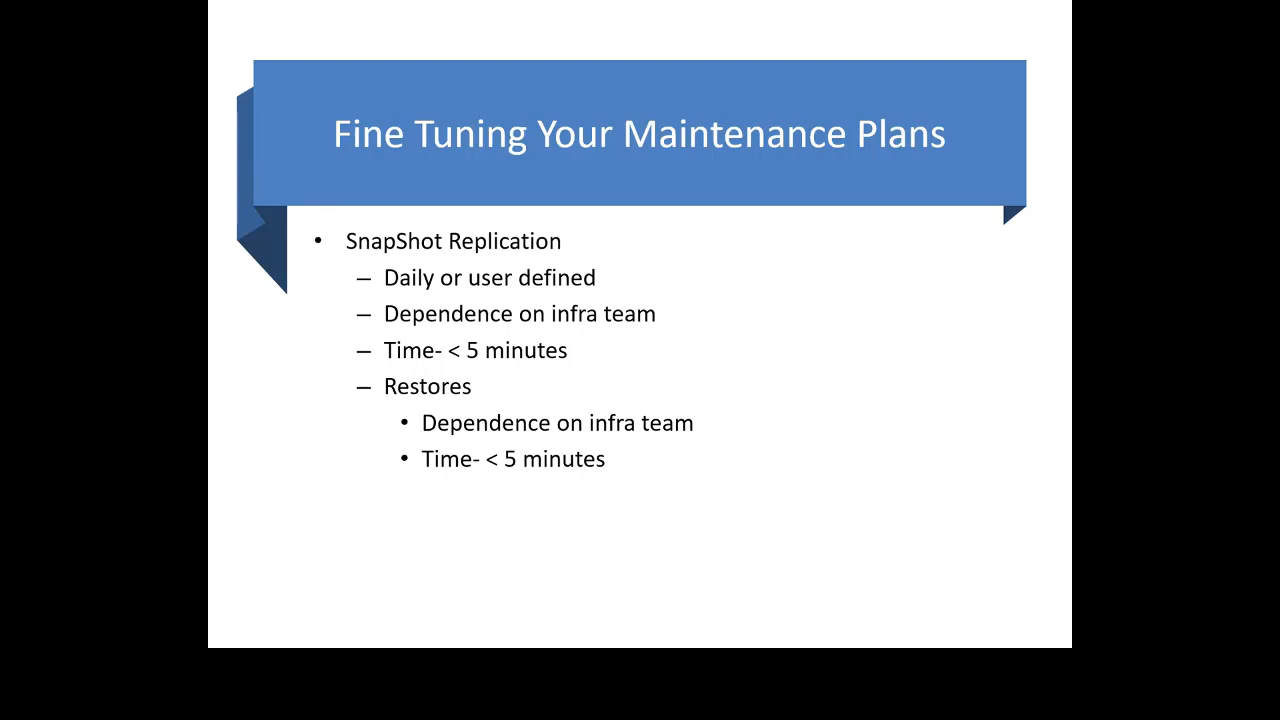 Fine Tuning Your Maintenance Plans
• SnapShot Replication
– Daily or user defined
– Dependence on infra team
– Time- < 5 minutes
– Restores
• Dependence on infra team
• Time- < 5 minutes